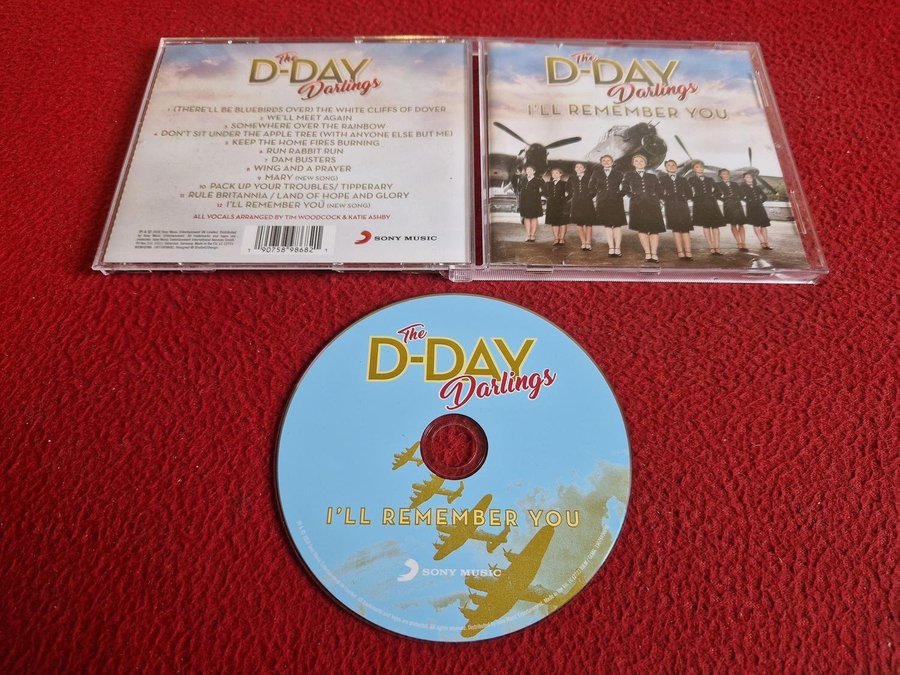 The
D-DAY
Darlings
1 (THERE'LL BE BLUEBIRDS OVER) THE WHITE CLIFFS OF DOVER
2 WE'LL MEET AGAIN
3 SOMEWHERE OVER THE RAINBOW
4 DON'T SIT UNDER THE APPLE TREE (WITH ANYONE ELSE BUT ME)
5 KEEP THE HOME FIRES BURNING
6 RUN RABBIT RUN
7 DAM BUSTERS
8 WING AND A PRAYER
9 MARY (NEW SONG)
10 PACK UP YOUR TROUBLES/ TIPPERARY
11 RULE BRITANNIA / LAND OF HOPE AND GLORY
12 I'LL REMEMBER YOU (NEW SONG)
ALL VOCALS ARRANGED BY TIM WOODCOCK & KATIE ASHBY
1 90758 98682
SONY MUSIC
The
D-DAY
Darlings
I'LL REMEMBER YOU
The
D-DAY
Darlings
I'LL REMEMBER YOU
SONY MUSIC